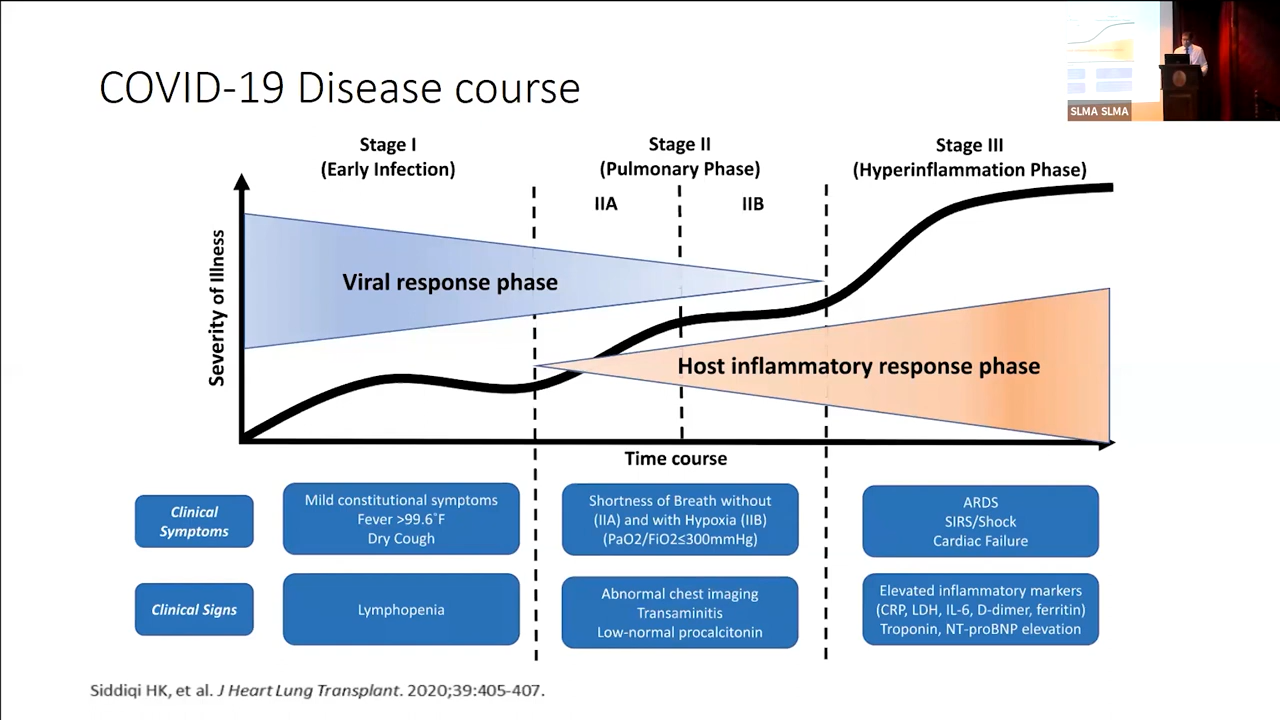 COVID-19 Disease course
SLMA SLMA
Stage I
(Early Infection)
Stage II
(Pulmonary Phase)
Stage III
(Hyperinflammation Phase)
IIA
IIB
Severity of Illness
Viral response phase
Host inflammatory response phase
Time course
Clinical
Symptoms
Mild constitutional symptoms
Fever >99.6˚F
Dry Cough
Shortness of Breath without
(IIA) and with Hypoxia (IIB)
(PaO2/FiO2≤300mmHg)
ARDS
SIRS/Shock
Cardiac Failure
Clinical Signs
Lymphopenia
Abnormal chest imaging
Transaminitis
Low-normal procalcitonin
Elevated inflammatory markers
(CRP, LDH, IL-6, D-dimer, ferritin)
Troponin, NT-proBNP elevation
Siddiqi HK, et al. J Heart Lung Transplant. 2020;39:405-407.